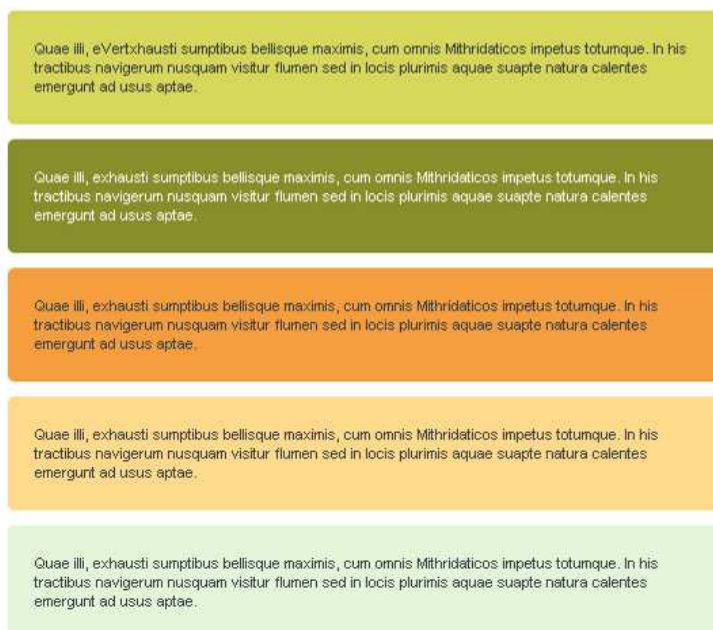 Quae illi, eVertxhausti sumptibus bellisque maximis, cum omnis Mithridaticos impetus totumque. In his
tractibus navigerum nusquam visitur flumen sed in locis plurimis aquae suapte natura calentes
emergunt ad usus aptae.
Quae illi, exhausti sumptibus bellisque maximis, cum omnis Mithridaticos impetus totumque. In his
tractibus navigerum nusquam visitur flumen sed in locis plurimis aquae suapte natura calentes
emergunt ad usus aptae.
Quae illi, exhausti sumptibus bellisque maximis, cum omnis Mithridaticos impetus totumque. In his
tractibus navigerum nusquam visitur flumen sed in locis plurimis aquae suapte natura calentes
emergunt ad usus aptae.
Quae illi, exhausti sumptibus bellisque maximis, cum omnis Mithridaticos impetus totumque. In his
tractibus navigerum nusquam visitur flumen sed in locis plurimis aquae suapte natura calentes
emergunt ad usus aptae.
Quae illi, exhausti sumptibus bellisque maximis, cum omnis Mithridaticos impetus totumque. In his
tractibus navigerum nusquam visitur flumen sed in locis plurimis aquae suapte natura calentes
emergunt ad usus aptae.